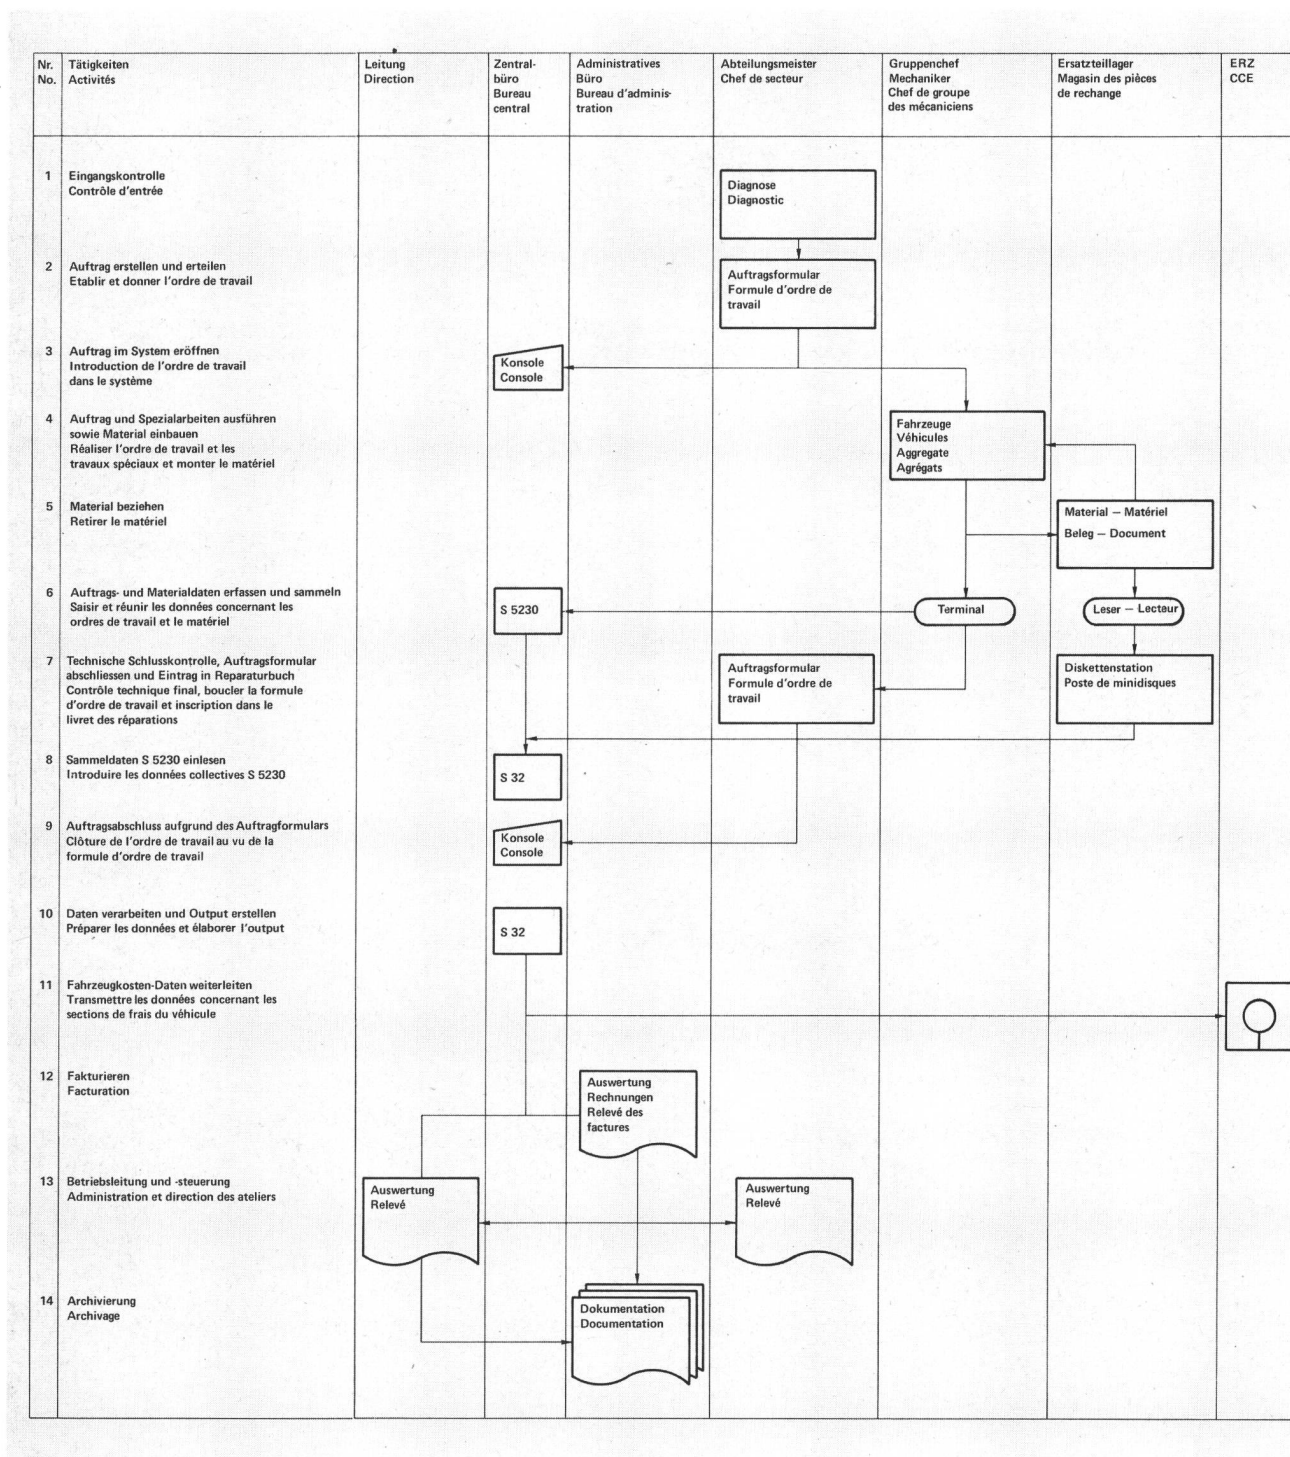 Nr.
No.
Tätigkeiten
Activités
Leitung
Direction
Zentral-
büro
Bureau
central
Administratives
Büro
Bureau d'adminis-
tration
Abteilungsmeister
Chef de secteur
Gruppenchef
Mechaniker
Chef de groupe
des mécaniciens
Ersatzteillager
Magasin des pièces
de rechange
ERZ
CCE
1 Eingangskontrolle
Contrôle d'entrée
Diagnose
Diagnostic
2 Auftrag erstellen und erteilen
Etablir et donner l'ordre de travail
Auftragsformular
Formule d'ordre de
travail
3 Auftrag im System eröffnen
Introduction de l'ordre de travail
dans le système
Konsole
Console
4 Auftrag und Spezialarbeiten ausführen
sowie Material einbauen
Réaliser l'ordre de travail et les
travaux spéciaux et monter le matériel
Fahrzeuge
Véhicules
Aggregate
Agrégats
5 Material beziehen
Retirer le matériel
Material — Matériel
Beleg — Document
6 Auftrags- und Materialdaten erfassen und sammeln
Saisir et réunir les données concernant les
ordres de travail et le matériel
S 5230
Terminal
Leser — Lecteur
7 Technische Schlusskontrolle, Auftragsformular
abschliessen und Eintrag in Reparaturbuch
Contrôle technique final, boucler la formule
d'ordre de travail et inscription dans le
livret des réparations
Auftragsformular
Formule d'ordre de
travail
Diskettenstation
Poste de minidisques
8 Sammeldaten S 5230 einlesen
Introduire les données collectives S 5230
S 32
9 Auftragsabschluss aufgrund des Auftragformulars
Clôture de l'ordre de travail au vu de la
formule d'ordre de travail
Konsole
Console
10 Daten verarbeiten und Output erstellen
Préparer les données et élaborer l'output
S 32
11 Fahrzeugkosten-Daten weiterleiten
Transmettre les données concernant les
sections de frais du véhicule
12 Fakturieren
Facturation
Auswertung
Rechnungen
Relevé des
factures
13 Betriebsleitung und -steuerung
Administration et direction des ateliers
Auswertung
Relevé
Auswertung
Relevé
14 Archivierung
Archivage
Dokumentation
Documentation